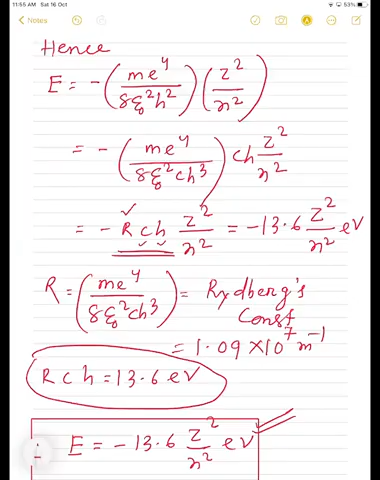 11:55 AM Sat 16 Oct
53%
Notes
Hence
E = -(me⁴/8ε₀²h²)(z²/n²)
= -(me⁴/8ε₀²ch³) ch z²/n²
= - Rch z²/n² = -13.6 z²/n² eV
R = (me⁴/8ε₀²ch³) = Rydberg's
Const
= 1.09 × 10⁷ m⁻¹
Rch = 13.6 eV
E = -13.6 z²/n² eV